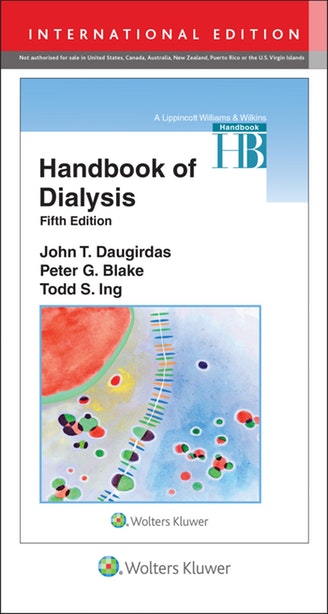 INTERNATIONAL EDITION
Not authorised for sale in United States, Canada, Australia, New Zealand, Puerto Rico or the U.S. Virgin Islands
A Lippincott Williams & Wilkins
Handbook
HB
Handbook of
Dialysis
Fifth Edition
John T. Daugirdas
Peter G. Blake
Todd S. Ing
Wolters Kluwer
Wolters Kluwer